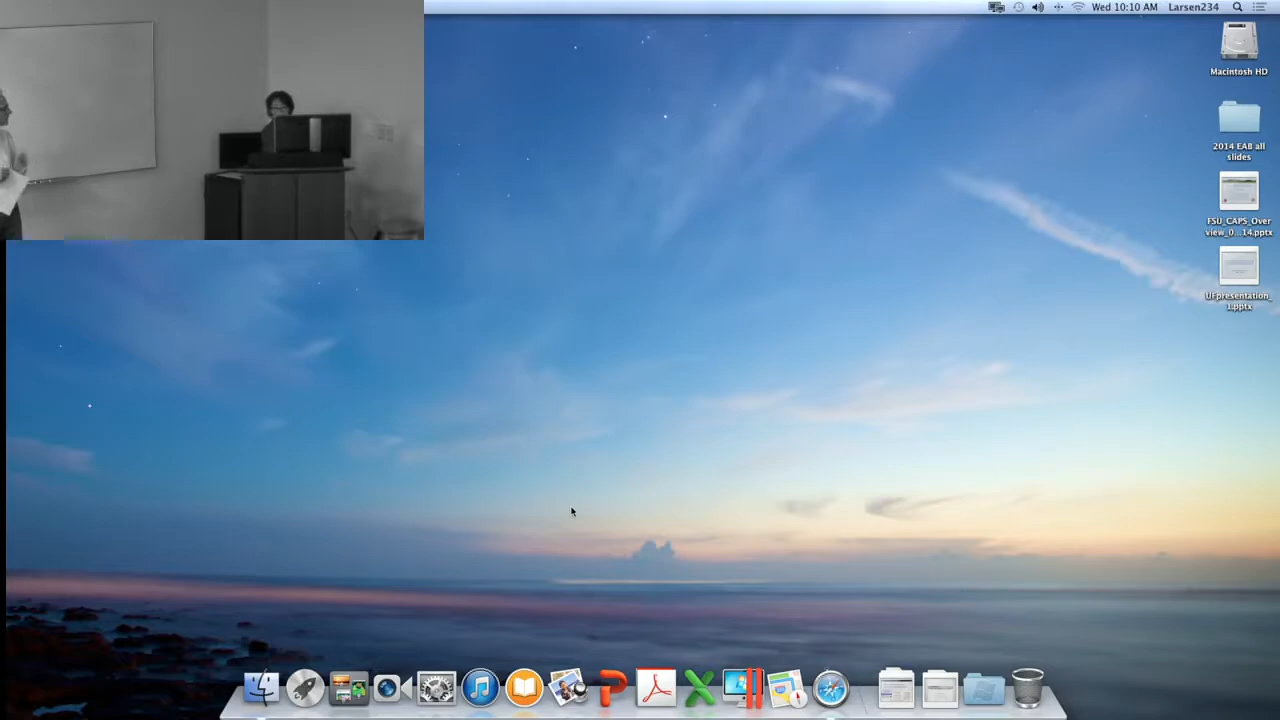 Wed 10:10 AM Larsen234
Macintosh HD
2014 EAB all
slides
FSU_CAPS_Over
view_0...14.pptx
UFpresentation_
1.pptx